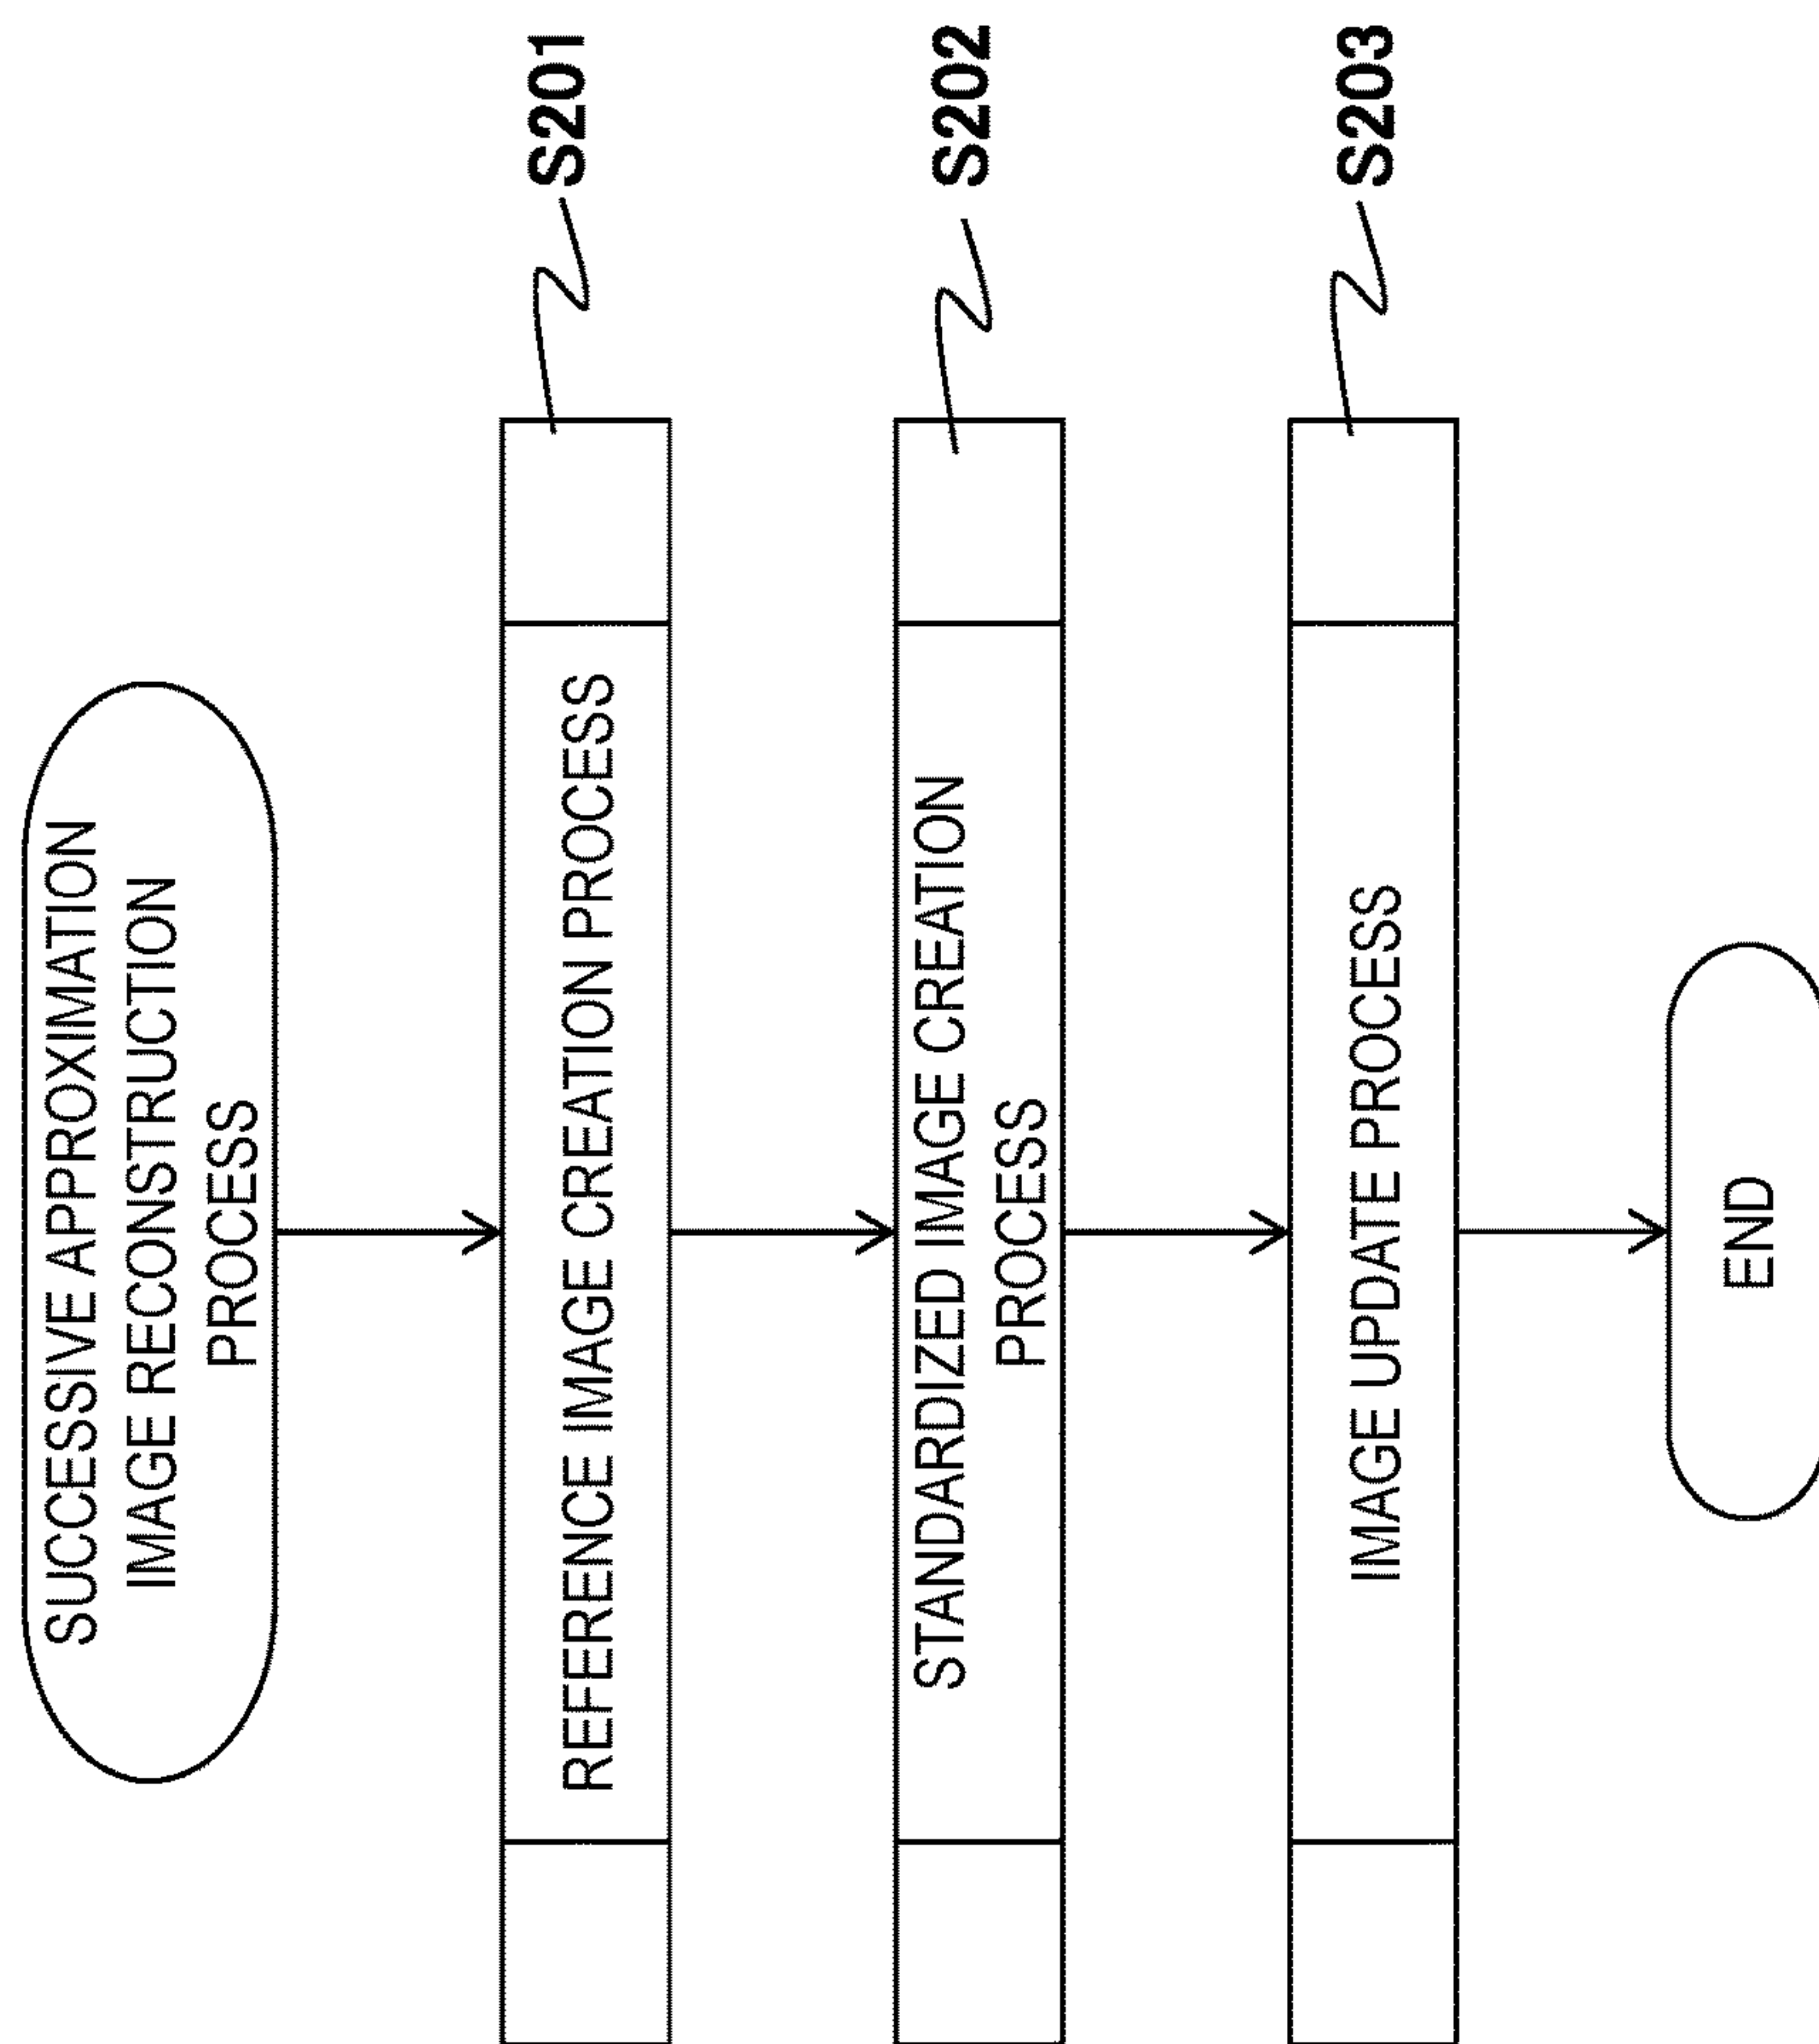 SUCCESSIVE APPROXIMATION
IMAGE RECONSTRUCTION
PROCESS
REFERENCE IMAGE CREATION PROCESS
S201
STANDARDIZED IMAGE CREATION
PROCESS
S202
IMAGE UPDATE PROCESS
S203
END